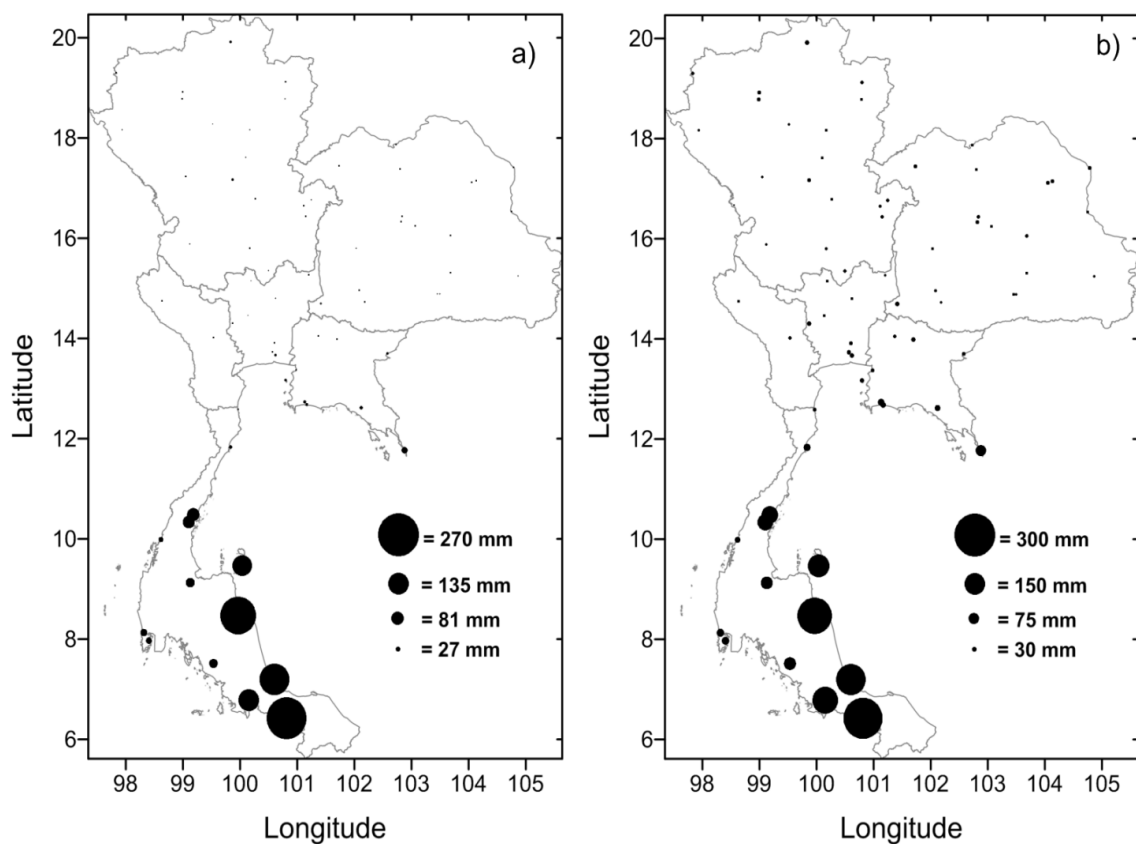 a)
20
18
16
14
12
10
8
6
Latitude
= 270 mm
= 135 mm
= 81 mm
= 27 mm
98 99 100 101 102 103 104 105
Longitude
b)
20
18
16
14
12
10
8
6
Latitude
= 300 mm
= 150 mm
= 75 mm
= 30 mm
98 99 100 101 102 103 104 105
Longitude